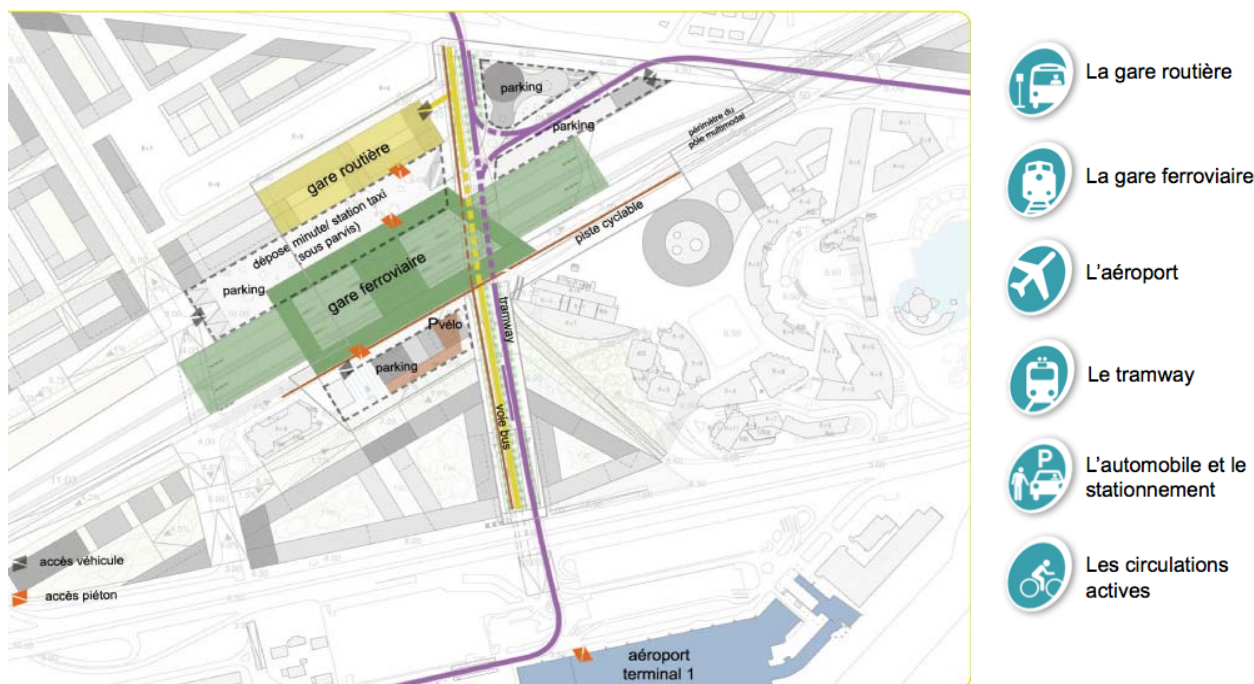 parking
parking
périmètre du
pôle multimodal
gare routière
dépose minute/ station taxi
(sous parvis)
parking
gare ferroviaire
piste cyclable
tramway
Pvélo
parking
voie bus
accès véhicule
accès piéton
aéroport
terminal 1
La gare routière
La gare ferroviaire
L'aéroport
Le tramway
P
L'automobile et le
stationnement
Les circulations
actives